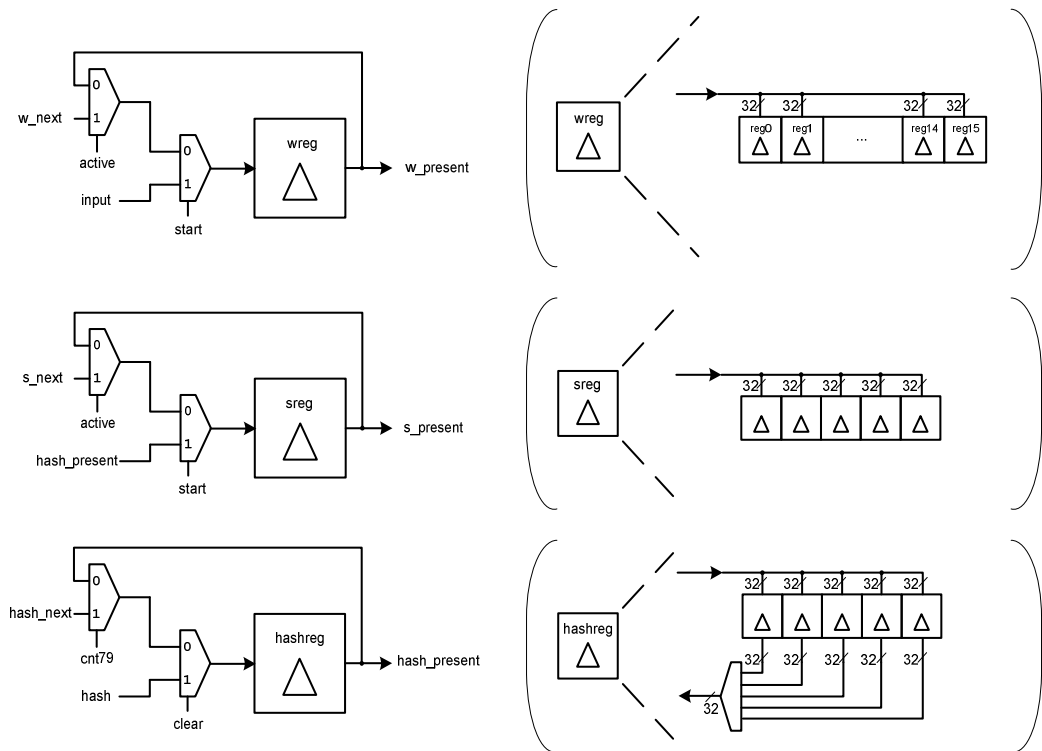 0
w_next
1
active
0
1
input
start
wreg
w_present
wreg
32 32 32 32
reg0 reg1 ... reg14 reg15
0
s_next
1
active
0
1
hash_present
start
sreg
s_present
sreg
32 32 32 32 32
0
hash_next
1
cnt79
0
1
hash
clear
hashreg
hash_present
hashreg
32 32 32 32 32
32 32 32 32 32
32